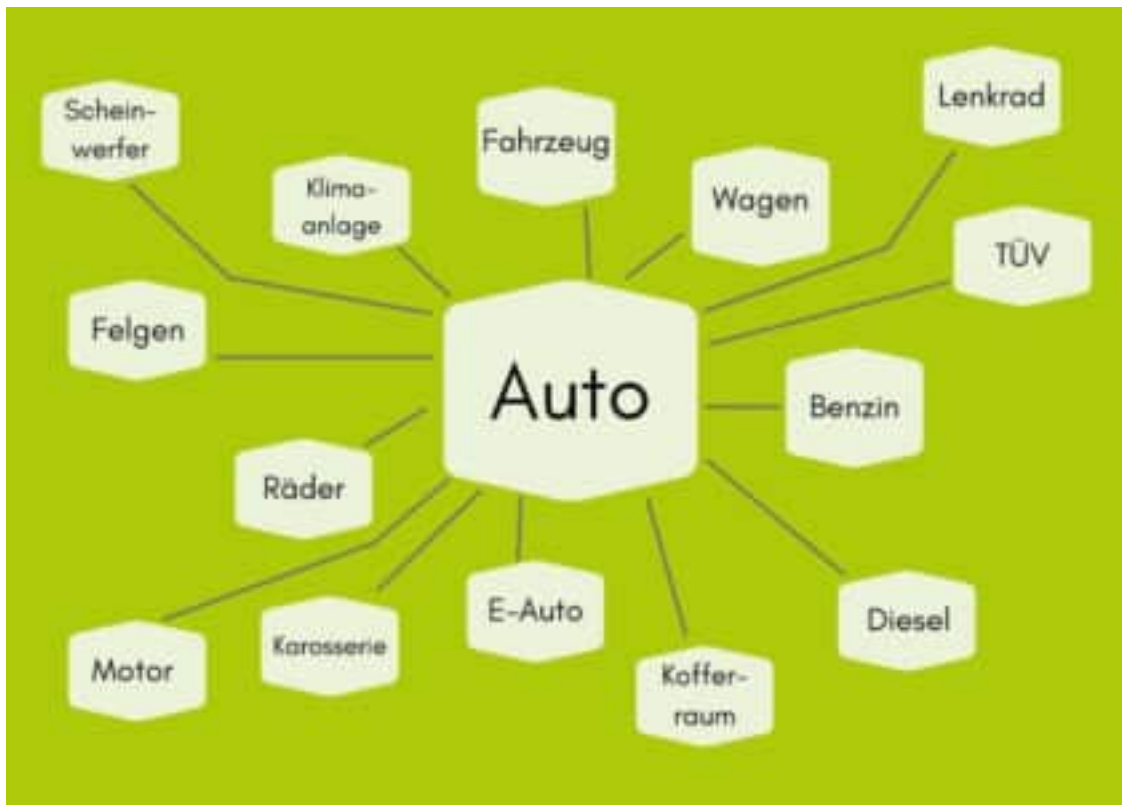 Schein-
werfer
Klima-
anlage
Fahrzeug
Wagen
Lenkrad
TÜV
Felgen
Auto
Benzin
Räder
Motor
Karosserie
E-Auto
Koffer-
raum
Diesel